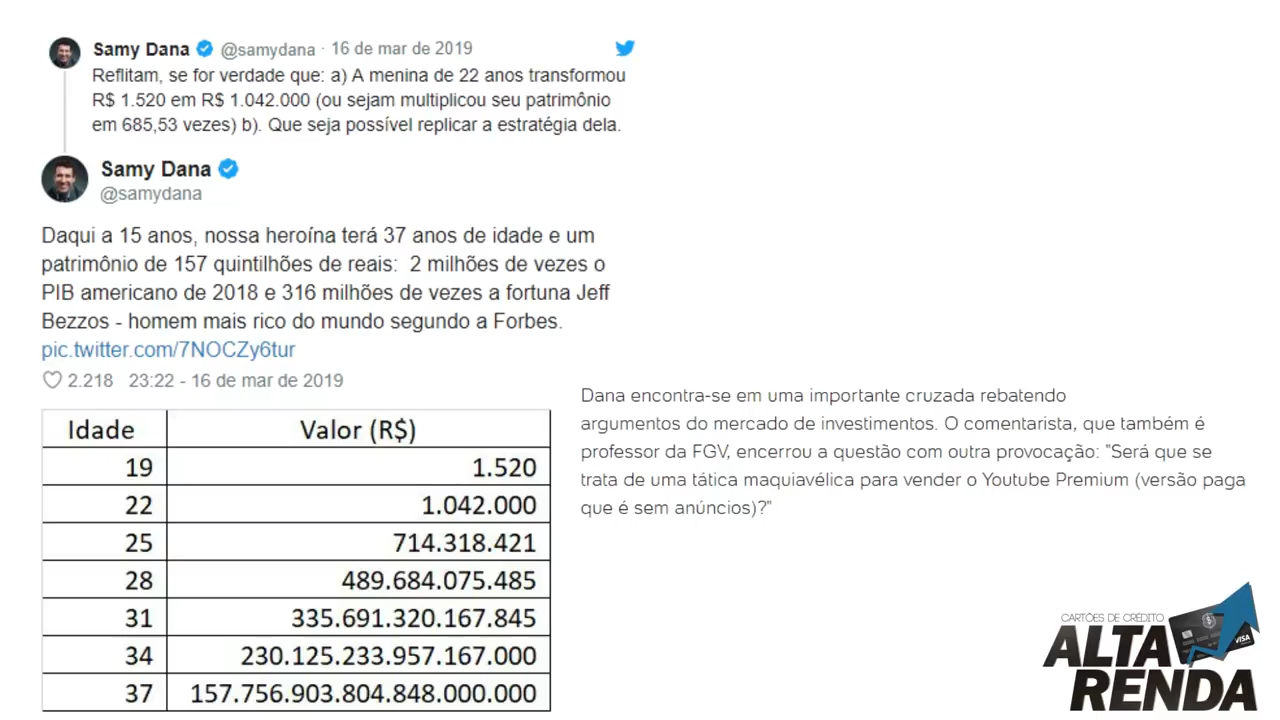 Samy Dana @samydana · 16 de mar de 2019
Reflitam, se for verdade que: a) A menina de 22 anos transformou
R$ 1.520 em R$ 1.042.000 (ou sejam multiplicou seu patrimônio
em 685,53 vezes) b). Que seja possível replicar a estratégia dela.
Samy Dana
@samydana
Daqui a 15 anos, nossa heroína terá 37 anos de idade e um
patrimônio de 157 quintilhões de reais: 2 milhões de vezes o
PIB americano de 2018 e 316 milhões de vezes a fortuna Jeff
Bezzos - homem mais rico do mundo segundo a Forbes.
pic.twitter.com/7NOCZy6tur
2.218 23:22 - 16 de mar de 2019
Idade Valor (R$)
19 1.520
22 1.042.000
25 714.318.421
28 489.684.075.485
31 335.691.320.167.845
34 230.125.233.957.167.000
37 157.756.903.804.848.000.000
Dana encontra-se em uma importante cruzada rebatendo
argumentos do mercado de investimentos. O comentarista, que também é
professor da FGV, encerrou a questão com outra provocação: "Será que se
trata de uma tática maquiavélica para vender o Youtube Premium (versão paga
que é sem anúncios)?"
CARTÕES DE CRÉDITO
ALTA
RENDA
VISA